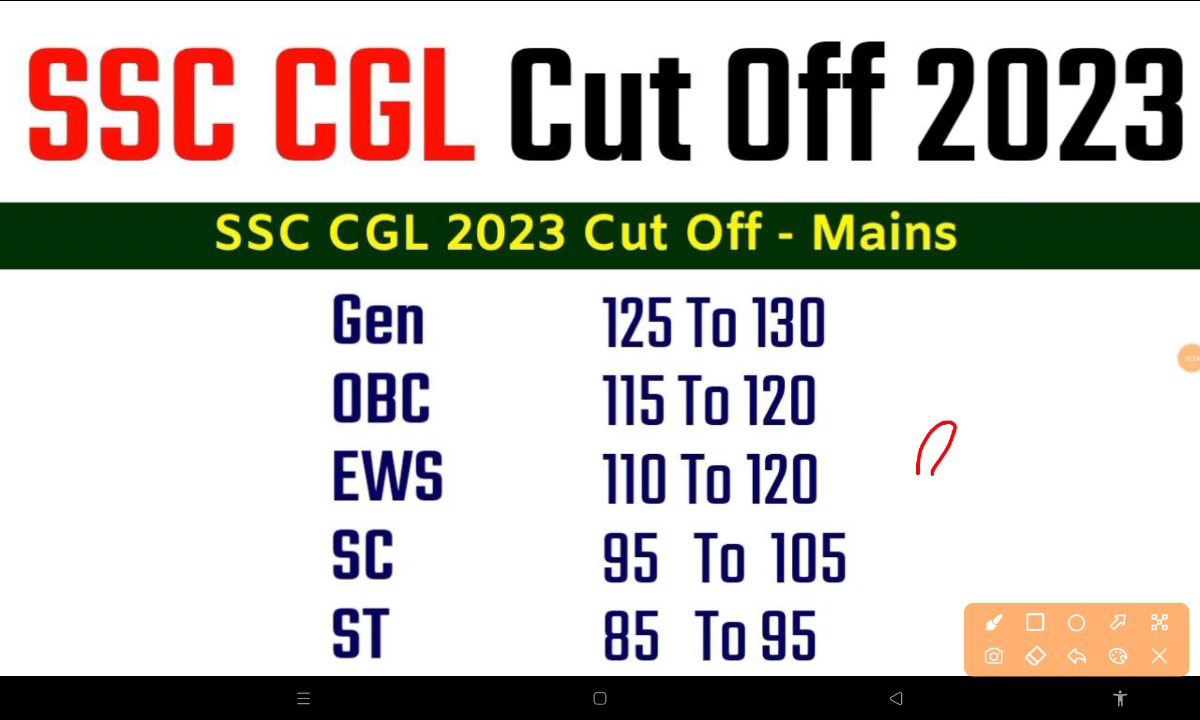 SSC CGL Cut Off 2023
SSC CGL 2023 Cut Off - Mains
Gen 125 To 130
OBC 115 To 120
EWS 110 To 120
SC 95 To 105
ST 85 To 95